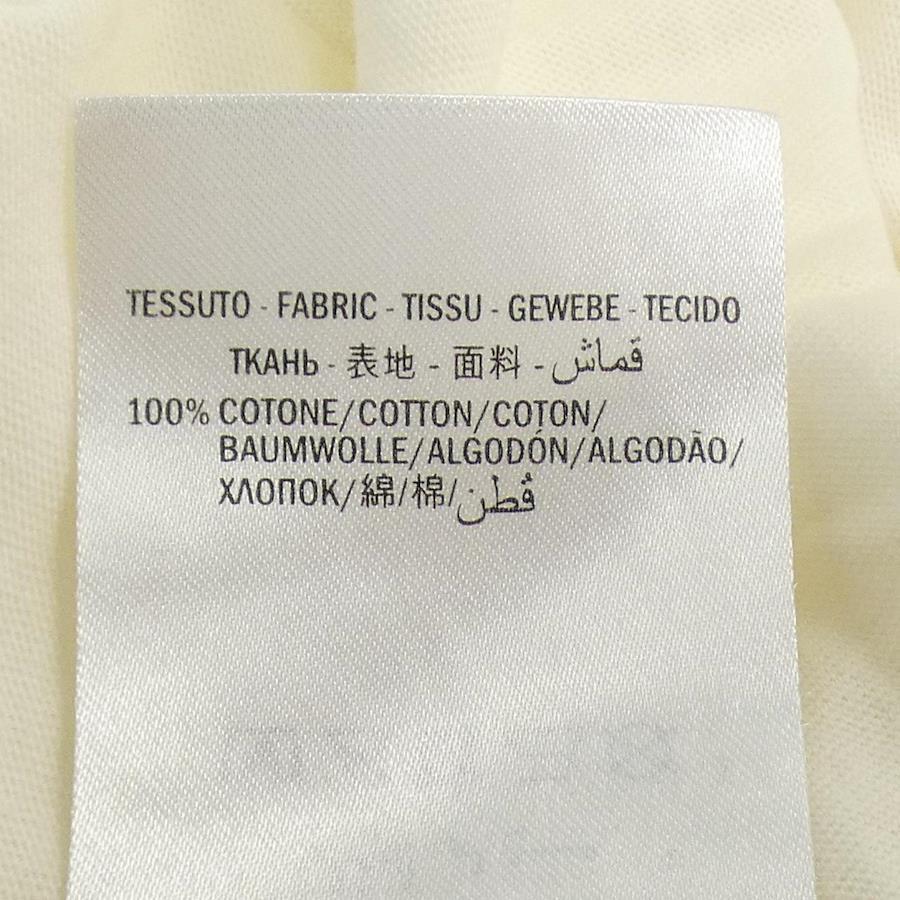 TESSUTO - FABRIC - TISSU - GEWEBE - TECIDO
ТКАНЬ - 表地 - 面料 - قماش
100% COTONE/COTTON/COTON/
BAUMWOLLE/ALGODÓN/ALGODÃO/
ХЛОПОК/綿/棉/قُطن